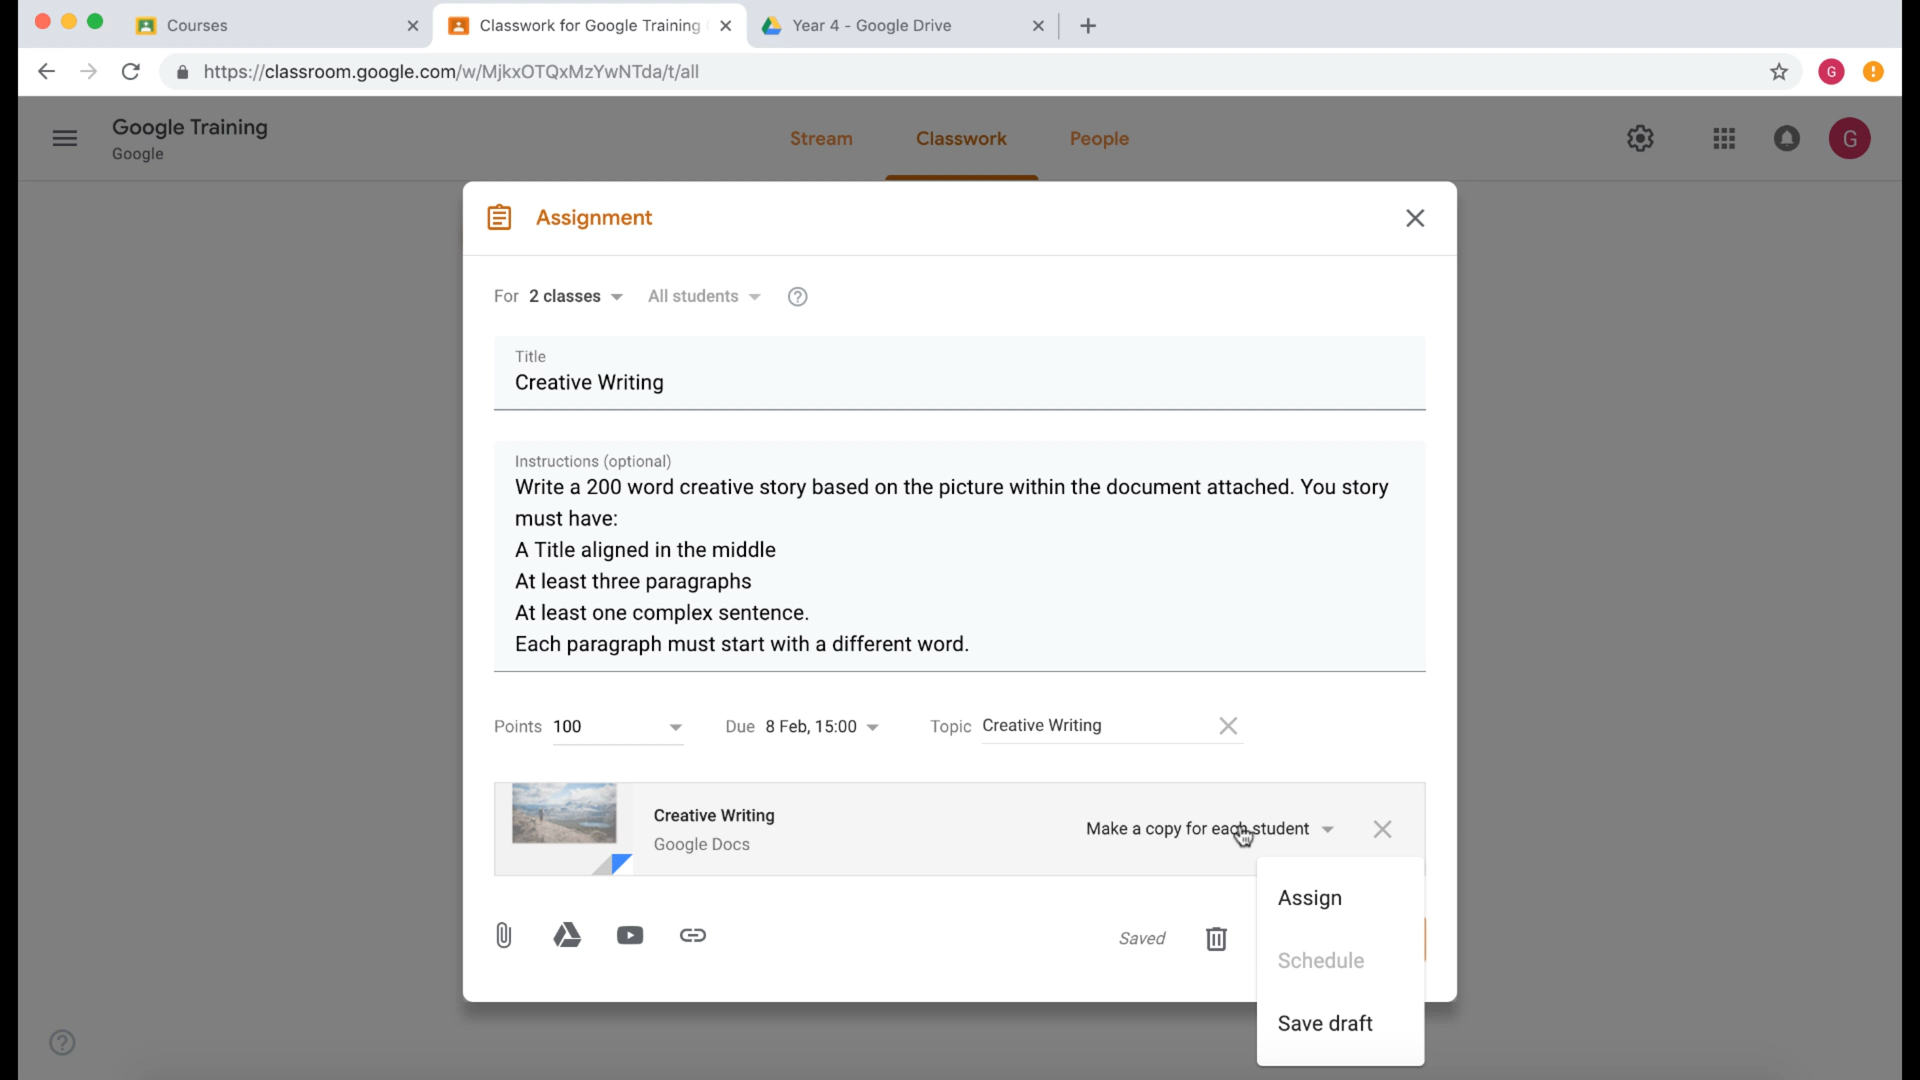 Courses
Classwork for Google Training
Year 4 - Google Drive
https://classroom.google.com/w/MjkxOTQxMzYwNTda/t/all
G
Google Training
Google
Stream
Classwork
People
G
Assignment
For 2 classes
All students
Title
Creative Writing
Instructions (optional)
Write a 200 word creative story based on the picture within the document attached. You story
must have:
A Title aligned in the middle
At least three paragraphs
At least one complex sentence.
Each paragraph must start with a different word.
Points 100
Due 8 Feb, 15:00
Topic Creative Writing
Creative Writing
Google Docs
Make a copy for each student
Assign
Saved
Schedule
Save draft